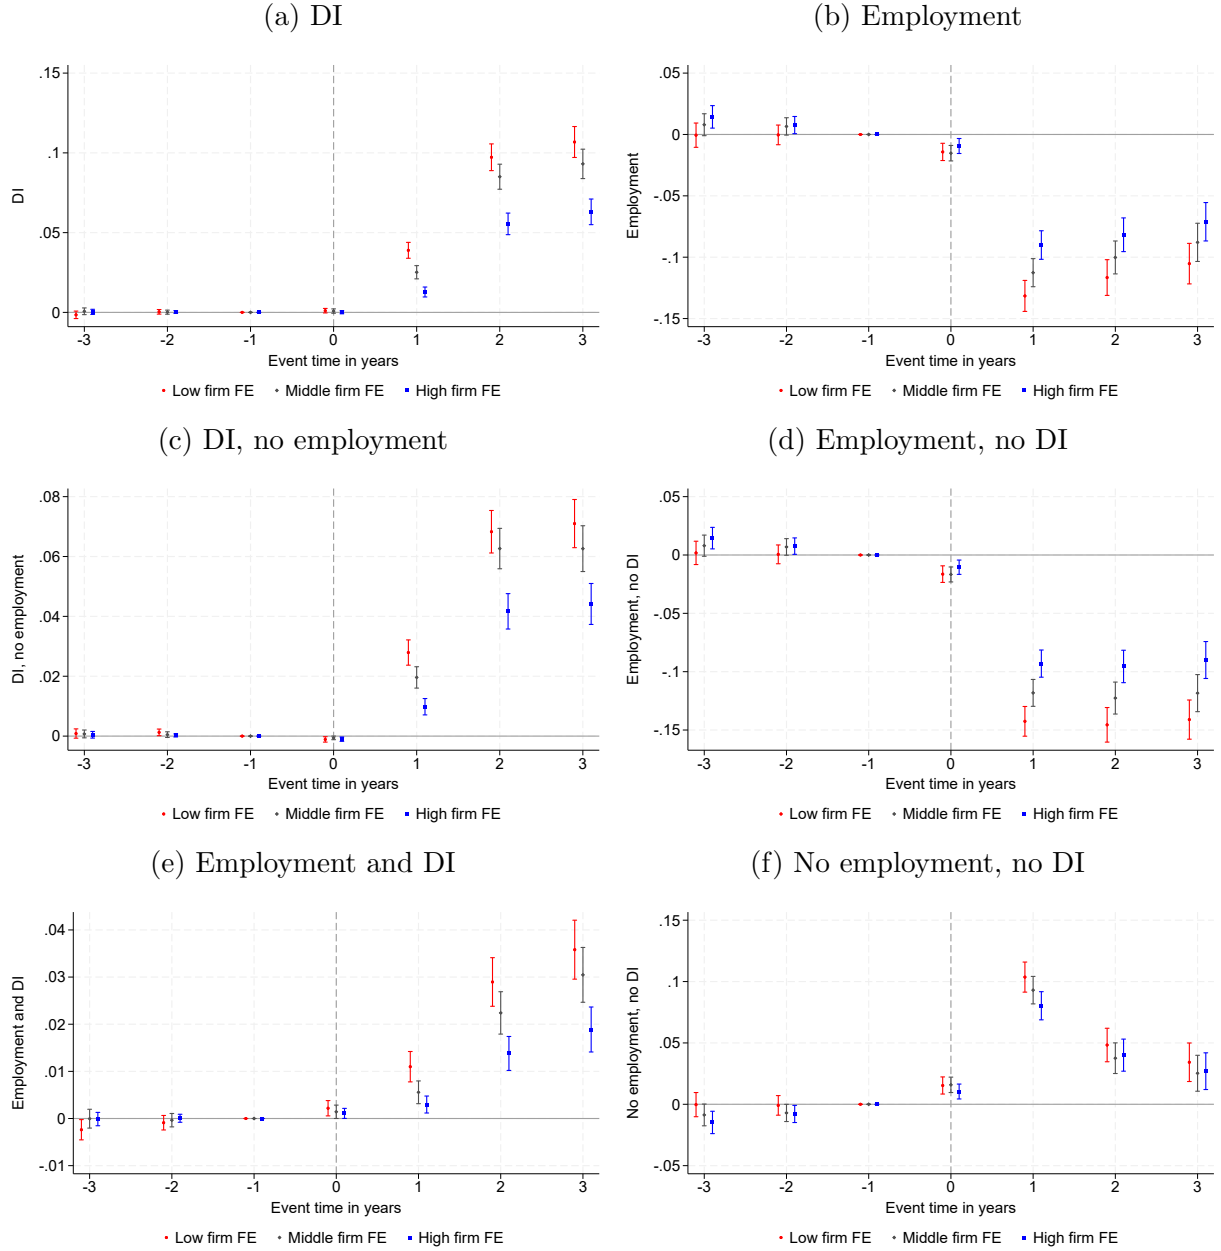 (a) DI
.15
.1
.05
0
DI
-3 -2 -1 0 1 2 3
Event time in years
Low firm FE Middle firm FE High firm FE
(b) Employment
.05
0
-.05
-.1
-.15
Employment
-3 -2 -1 0 1 2 3
Event time in years
Low firm FE Middle firm FE High firm FE
(c) DI, no employment
.08
.06
.04
.02
0
DI, no employment
-3 -2 -1 0 1 2 3
Event time in years
Low firm FE Middle firm FE High firm FE
(d) Employment, no DI
.05
0
-.05
-.1
-.15
Employment, no DI
-3 -2 -1 0 1 2 3
Event time in years
Low firm FE Middle firm FE High firm FE
(e) Employment and DI
.04
.03
.02
.01
0
-.01
Employment and DI
-3 -2 -1 0 1 2 3
Event time in years
Low firm FE Middle firm FE High firm FE
(f) No employment, no DI
.15
.1
.05
0
-.05
No employment, no DI
-3 -2 -1 0 1 2 3
Event time in years
Low firm FE Middle firm FE High firm FE